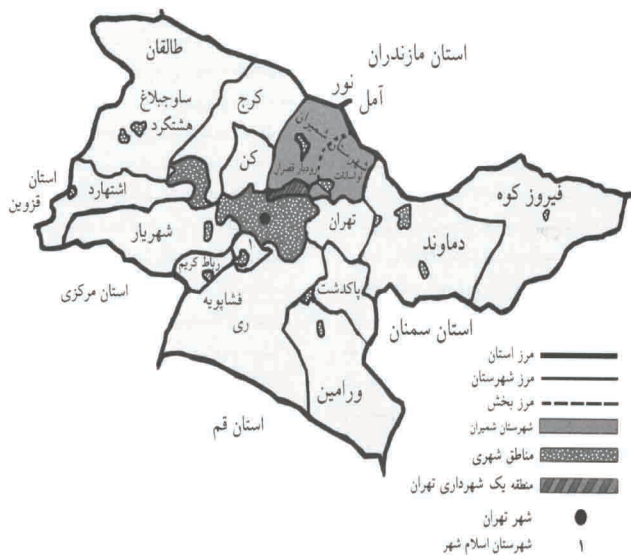 طالقان
استان مازندران
نور
آمل
ساوجبلاغ
هشتگرد
کرج
شهرستان شمیران
رودبار قصران
لواسانات
کن
استان
قزوین
اشتهارد
فیروز کوه
شهریار
تهران
دماوند
۱
رباط کریم
استان مرکزی
فشاپویه
ری
پاکدشت
استان سمنان
ورامین
استان قم
مرز استان
مرز شهرستان
مرز بخش
شهرستان شمیران
مناطق شهری
منطقه یک شهرداری تهران
شهر تهران
۱ شهرستان اسلام شهر